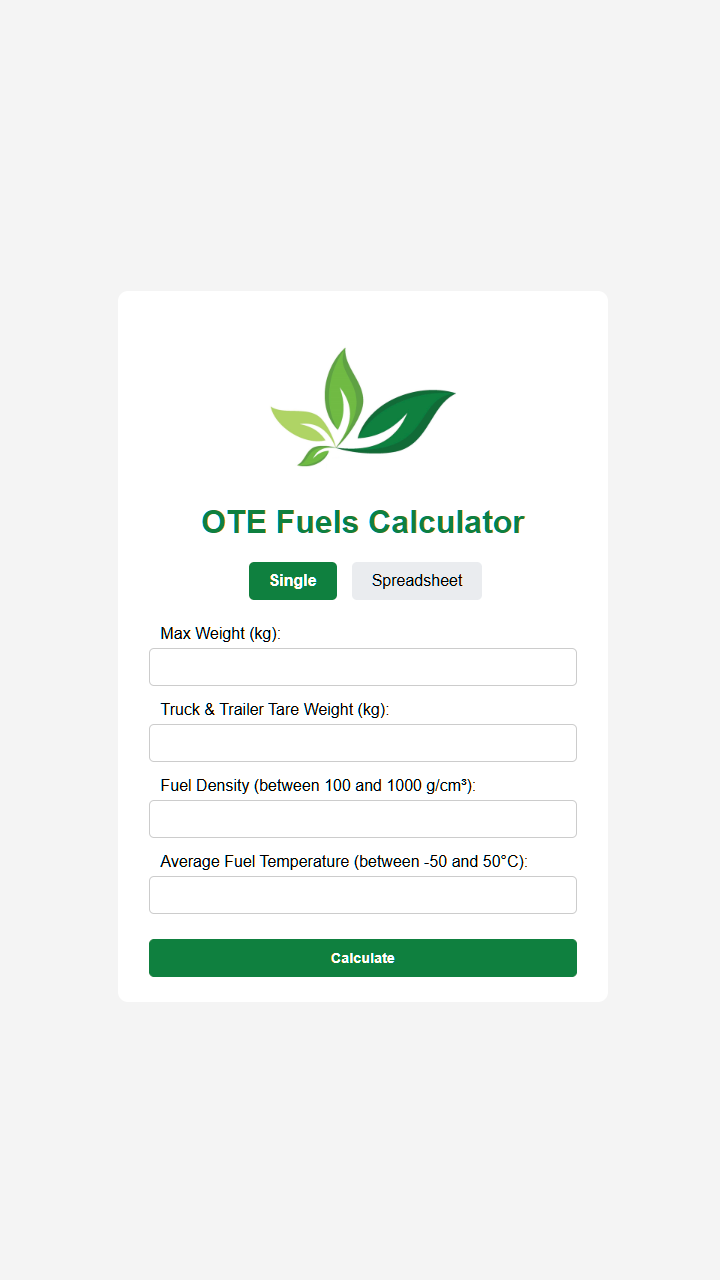 OTE Fuels Calculator
Single Spreadsheet
Max Weight (kg):
Truck & Trailer Tare Weight (kg):
Fuel Density (between 100 and 1000 g/cm³):
Average Fuel Temperature (between -50 and 50°C):
Calculate